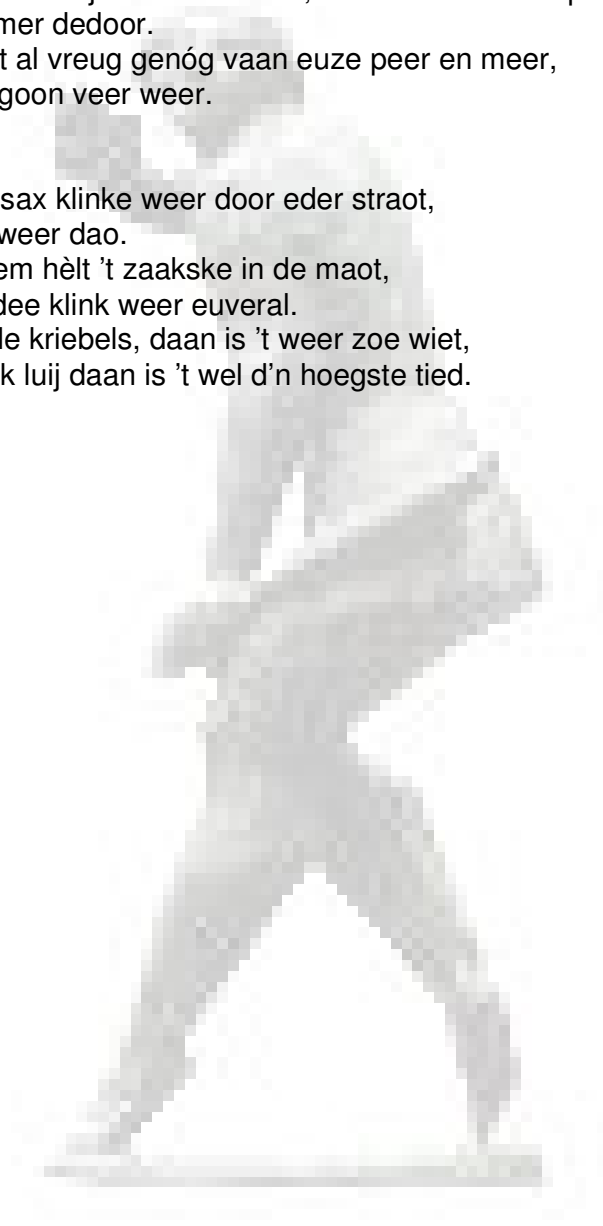 mer dedoor.
t al vreug genóg vaan euze peer en meer,
goon veer weer.
sax klinke weer door eder straot,
weer dao.
em hèlt ’t zaakske in de maot,
dee klink weer euveral.
de kriebels, daan is ’t weer zoe wiet,
k luij daan is ’t wel d’n hoegste tied.